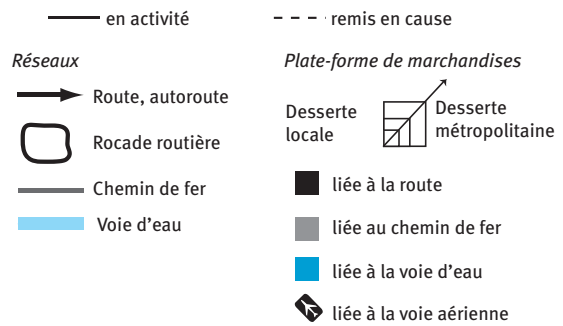 en activité
remis en cause
Réseaux
Route, autoroute
Rocade routière
Chemin de fer
Voie d'eau
Plate-forme de marchandises
Desserte
locale
Desserte
métropolitaine
liée à la route
liée au chemin de fer
liée à la voie d'eau
liée à la voie aérienne